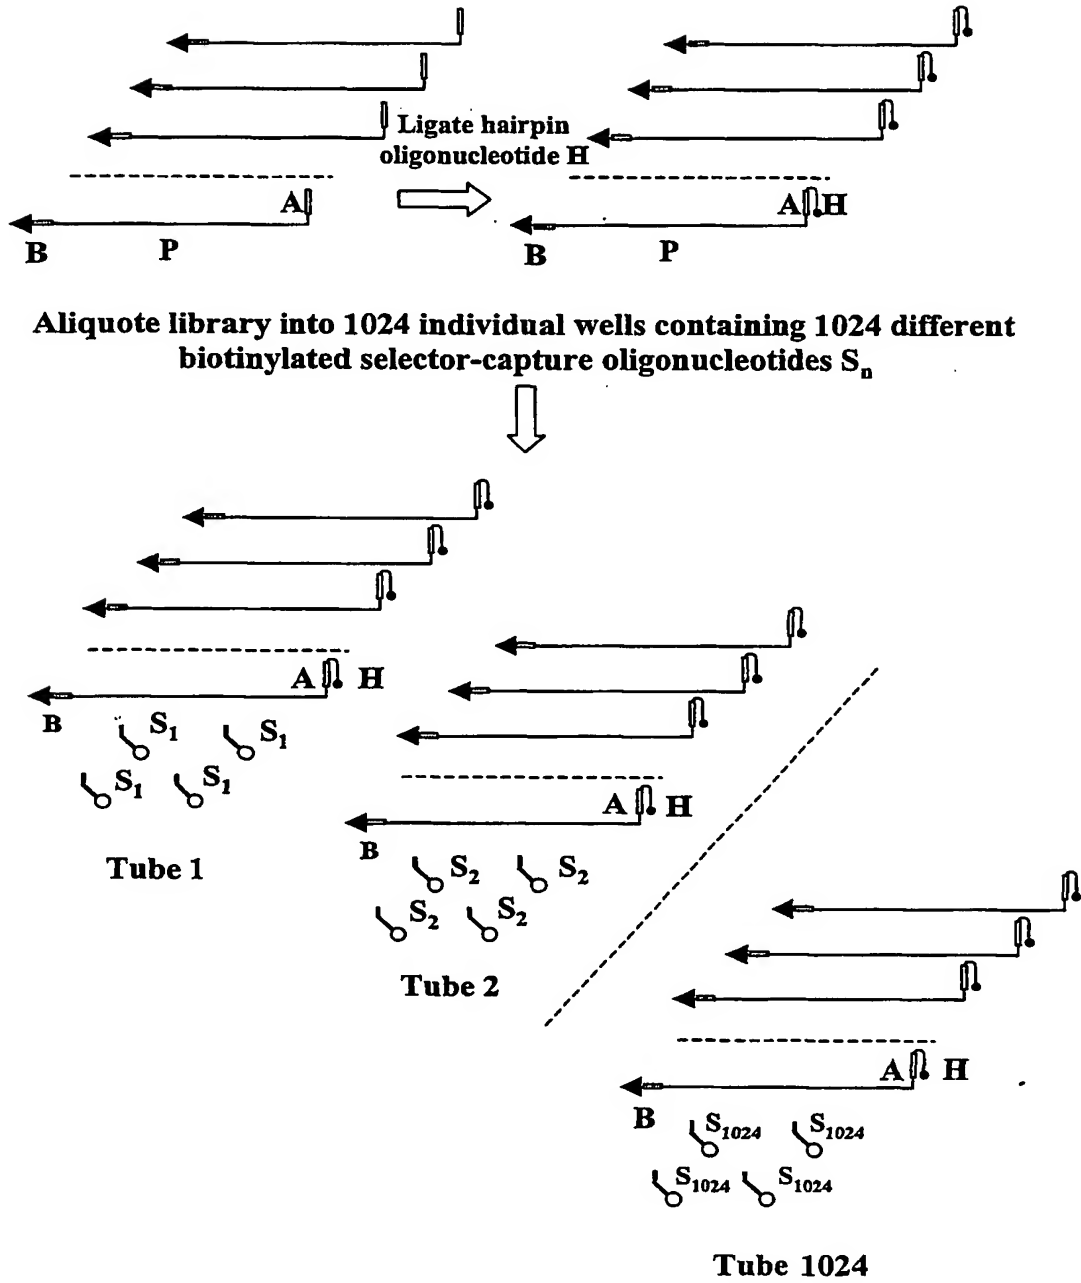 Ligate hairpin
oligonucleotide H
A
B
P
A H
B
P
Aliquote library into 1024 individual wells containing 1024 different
biotinylated selector-capture oligonucleotides Sn
A H
B
S1 S1
S1 S1
Tube 1
A H
B
S2 S2
S2 S2
Tube 2
A H
B
S1024 S1024
S1024 S1024
Tube 1024